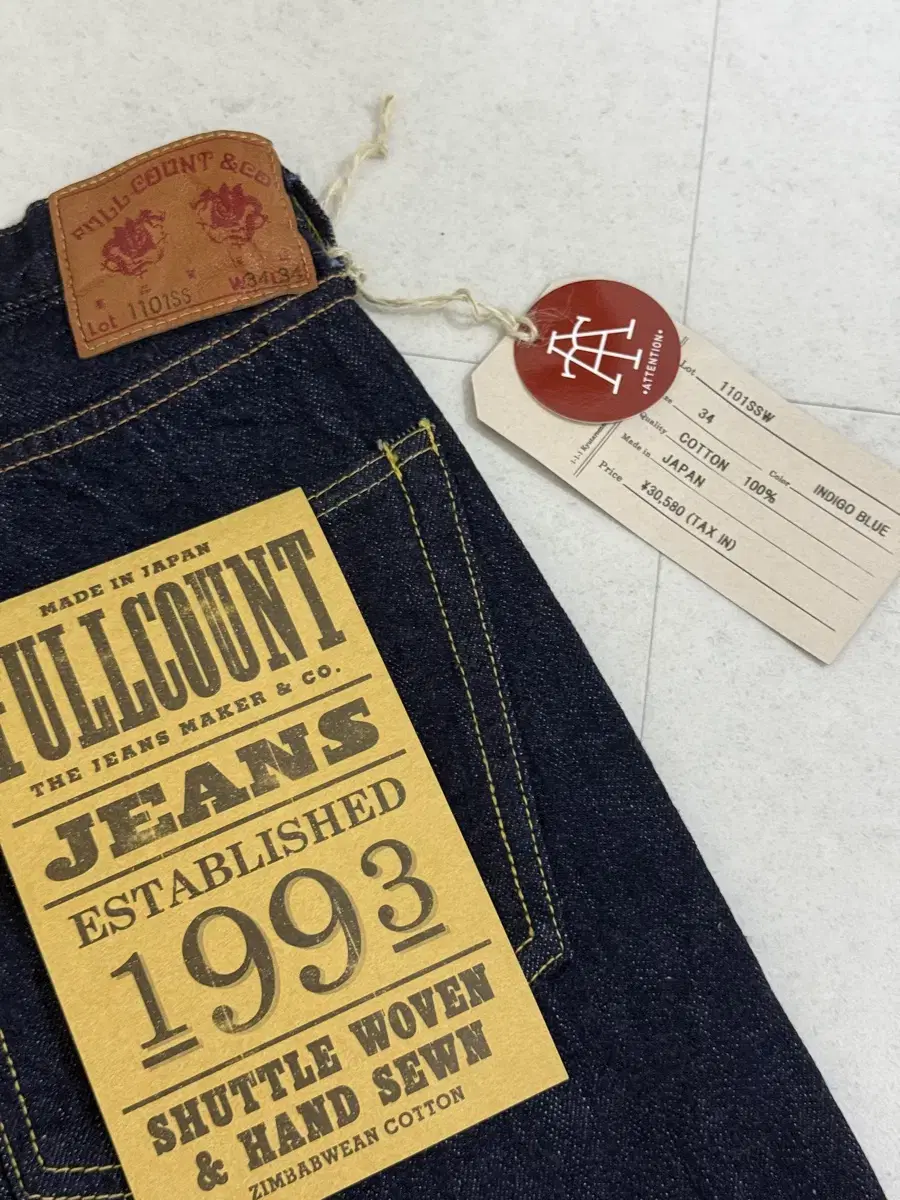 FULL COUNT & CO
W34L34
Lot 1101SS
ATTENTION
Lot 1101SSW
34
Color INDIGO BLUE
Quality COTTON 100%
Made in JAPAN
Price ¥30,580 (TAX IN)
MADE IN JAPAN
FULLCOUNT
THE JEANS MAKER & CO.
JEANS
ESTABLISHED
1993
SHUTTLE WOVEN
& HAND SEWN
ZIMBABWEAN COTTON